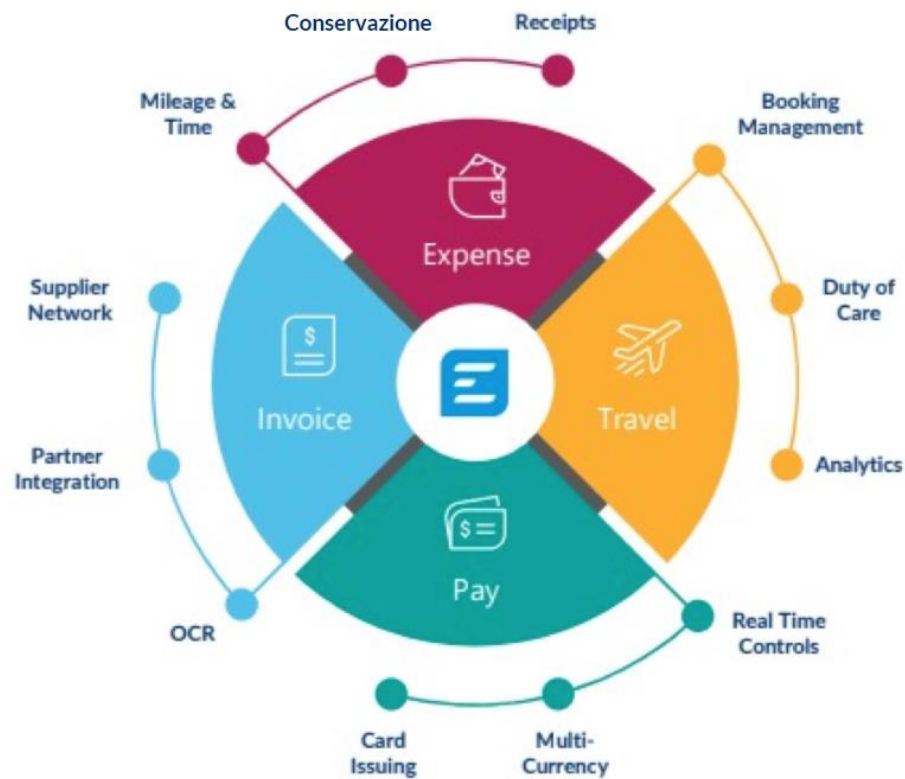 Conservazione
Receipts
Mileage &
Time
Booking
Management
Expense
Supplier
Network
Duty of
Care
$
Invoice
Travel
Partner
Integration
Analytics
$
Pay
OCR
Real Time
Controls
Card
Issuing
Multi-
Currency